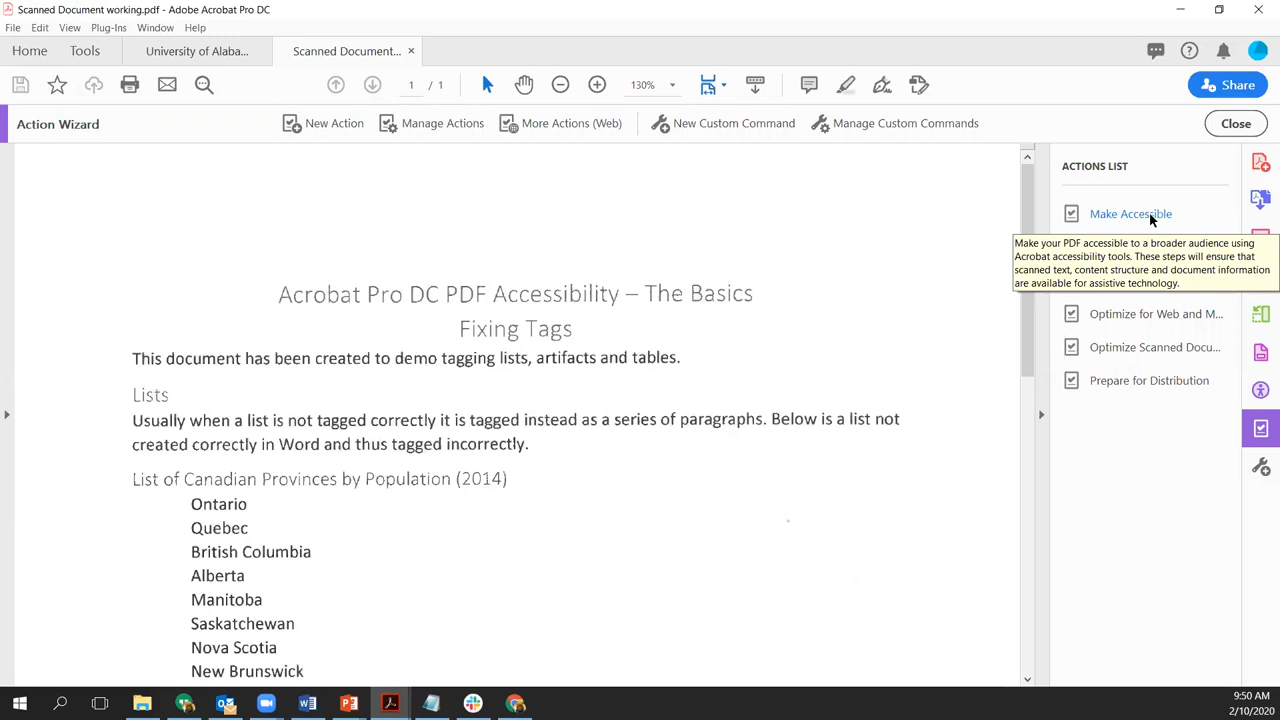 Scanned Document working.pdf - Adobe Acrobat Pro DC
File Edit View Plug-Ins Window Help
Home Tools University of Alaba... Scanned Document... ×
1 / 1 130% Share
Action Wizard New Action Manage Actions More Actions (Web) New Custom Command Manage Custom Commands Close
ACTIONS LIST
Make Accessible
Make your PDF accessible to a broader audience using
Acrobat accessibility tools. These steps will ensure that
scanned text, content structure and document information
are available for assistive technology.
Optimize for Web and M...
Optimize Scanned Docu...
Prepare for Distribution
Acrobat Pro DC PDF Accessibility – The Basics
Fixing Tags
This document has been created to demo tagging lists, artifacts and tables.
Lists
Usually when a list is not tagged correctly it is tagged instead as a series of paragraphs. Below is a list not
created correctly in Word and thus tagged incorrectly.
List of Canadian Provinces by Population (2014)
Ontario
Quebec
British Columbia
Alberta
Manitoba
Saskatchewan
Nova Scotia
New Brunswick
9:50 AM
2/10/2020